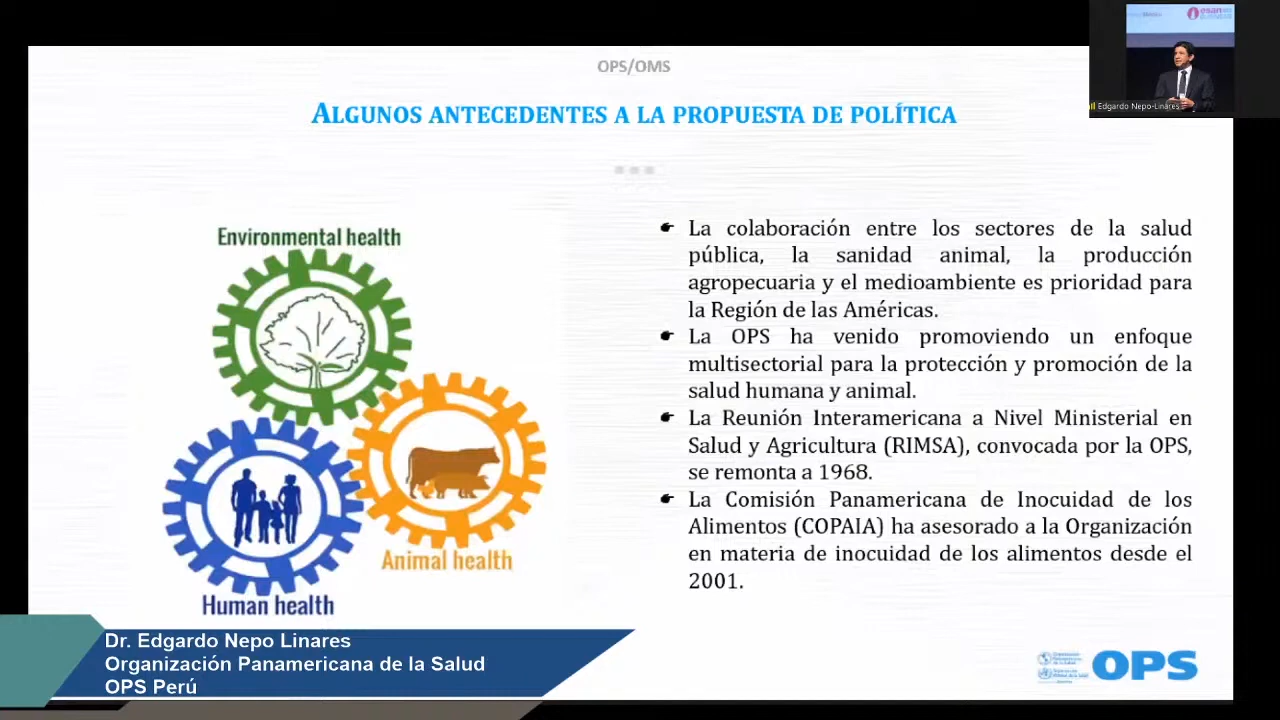 OPS/OMS
ALGUNOS ANTECEDENTES A LA PROPUESTA DE POLÍTICA
esan
Edgardo Nepo-Linares
Environmental health
Animal health
Human health
☛ La colaboración entre los sectores de la salud
pública, la sanidad animal, la producción
agropecuaria y el medioambiente es prioridad para
la Región de las Américas.
☛ La OPS ha venido promoviendo un enfoque
multisectorial para la protección y promoción de la
salud humana y animal.
☛ La Reunión Interamericana a Nivel Ministerial en
Salud y Agricultura (RIMSA), convocada por la OPS,
se remonta a 1968.
☛ La Comisión Panamericana de Inocuidad de los
Alimentos (COPAIA) ha asesorado a la Organización
en materia de inocuidad de los alimentos desde el
2001.
Dr. Edgardo Nepo Linares
Organización Panamericana de la Salud
OPS Perú
OPS